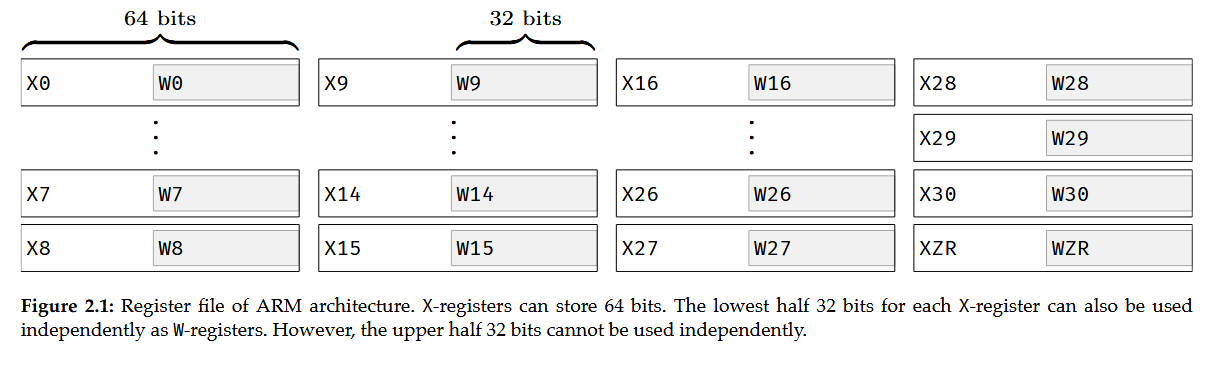 64 bits 32 bits
X0 W0 X9 W9 X16 W16 X28 W28
X29 W29
X7 W7 X14 W14 X26 W26 X30 W30
X8 W8 X15 W15 X27 W27 XZR WZR
Figure 2.1: Register file of ARM architecture. X-registers can store 64 bits. The lowest half 32 bits for each X-register can also be used
independently as W-registers. However, the upper half 32 bits cannot be used independently.